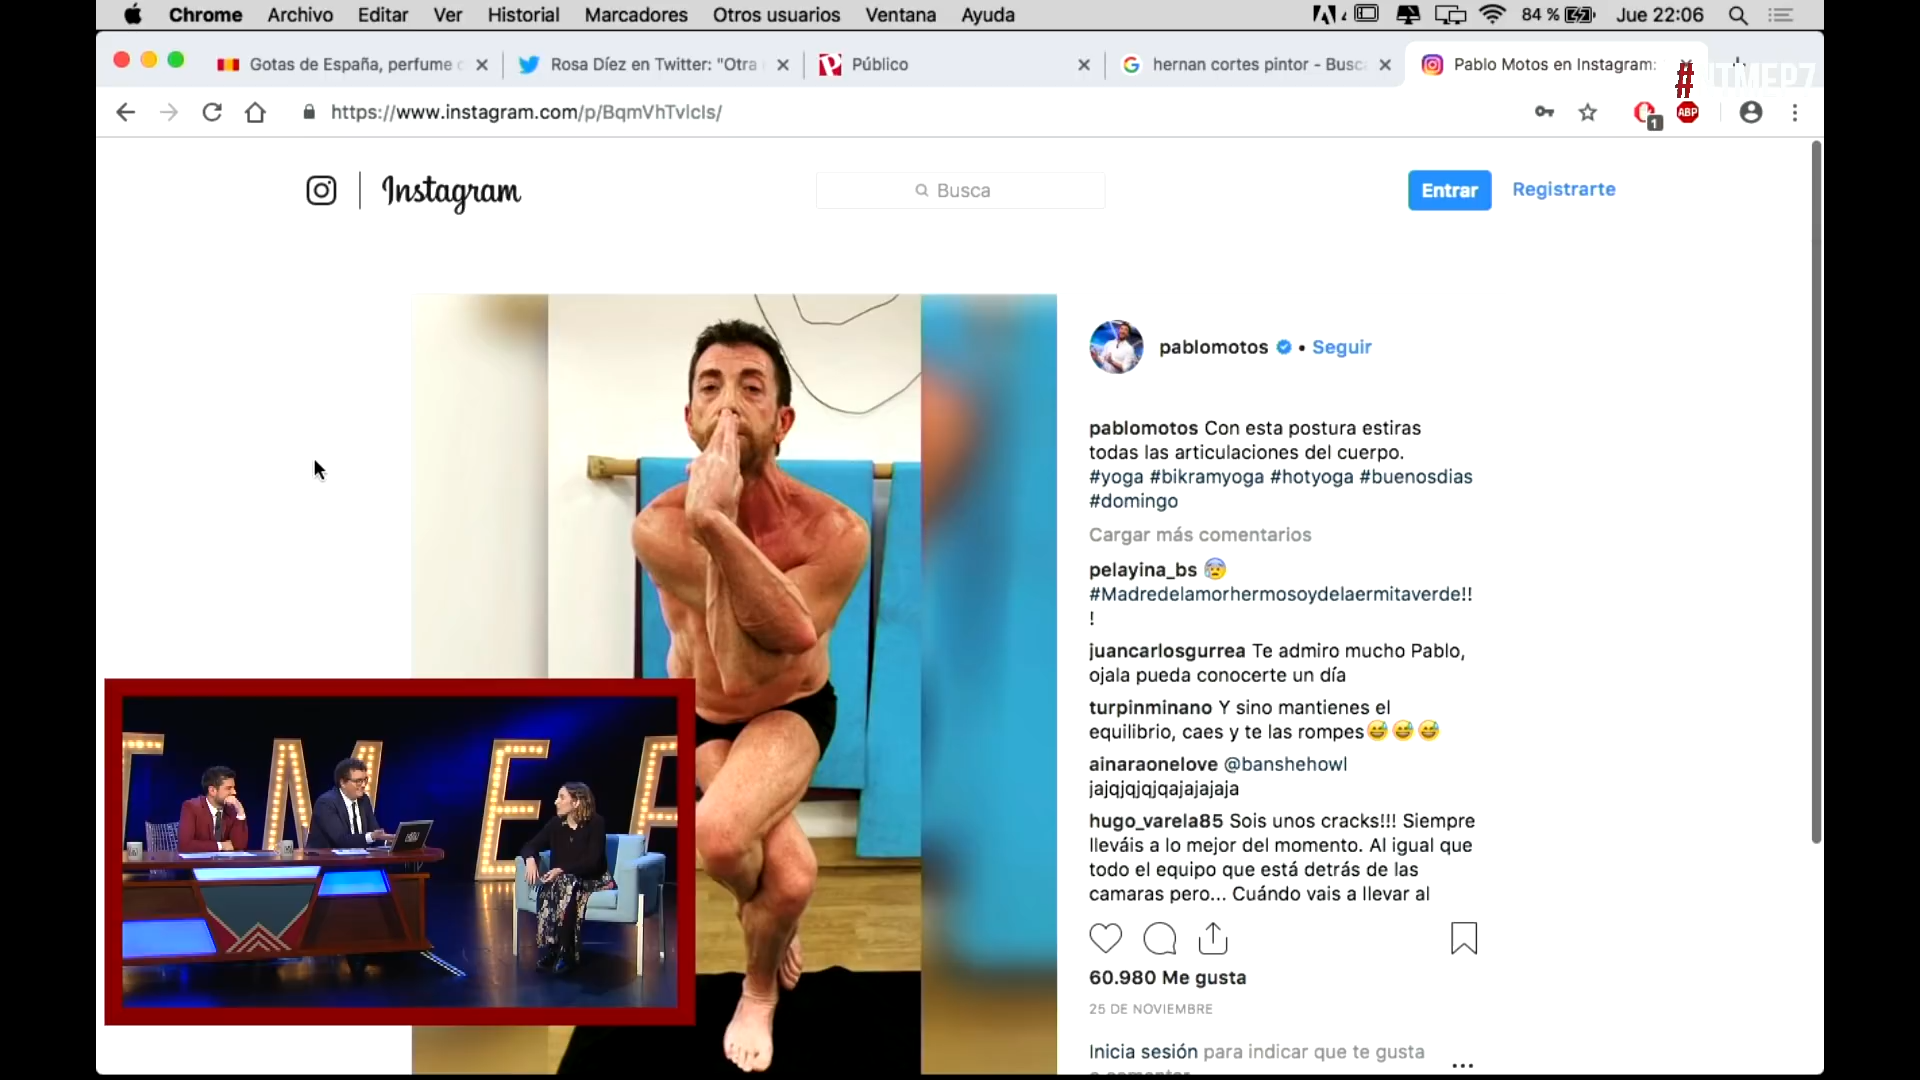 Chrome Archivo Editar Ver Historial Marcadores Otros usuarios Ventana Ayuda 84 % Jue 22:06
Gotas de España, perfume
Rosa Díez en Twitter: "Otra
Público
hernan cortes pintor - Busc
Pablo Motos en Instagram:
https://www.instagram.com/p/BqmVhTvlcIs/
1
ABP
Instagram
Busca
Entrar
Registrarte
pablomotos • Seguir
pablomotos Con esta postura estiras
todas las articulaciones del cuerpo.
#yoga #bikramyoga #hotyoga #buenosdias
#domingo
Cargar más comentarios
pelayina_bs 😰
#Madredelamorhermosoydelaermitaverde!!
!
juancarlosgurrea Te admiro mucho Pablo,
ojala pueda conocerte un día
turpinminano Y sino mantienes el
equilibrio, caes y te las rompes😅😅😅
ainaraonelove @banshehowl
jajqjqjqjqajajajaja
hugo_varela85 Sois unos cracks!!! Siempre
lleváis a lo mejor del momento. Al igual que
todo el equipo que está detrás de las
camaras pero... Cuándo vais a llevar al
60.980 Me gusta
25 DE NOVIEMBRE
Inicia sesión para indicar que te gusta
T M E P